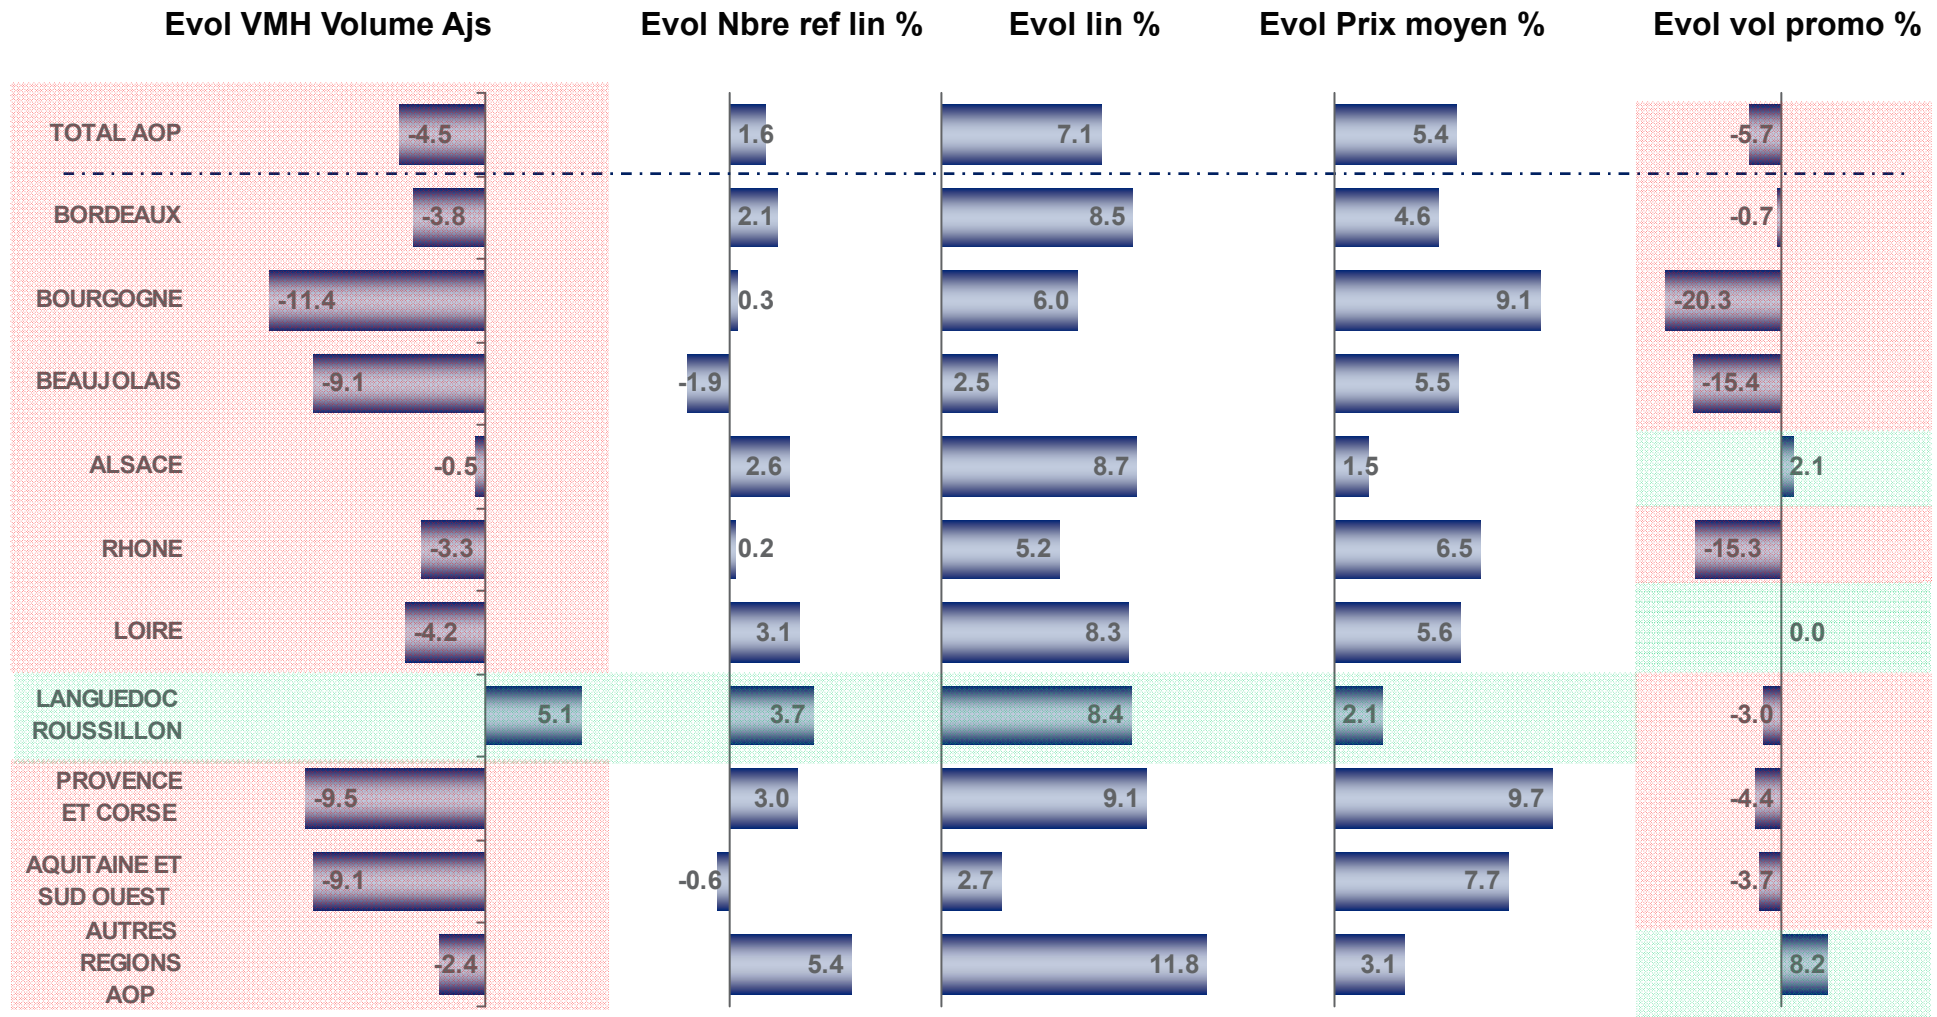 Evol VMH Volume Ajs Evol Nbre ref lin % Evol lin % Evol Prix moyen % Evol vol promo %
TOTAL AOP -4.5 1.6 7.1 5.4 -5.7
BORDEAUX -3.8 2.1 8.5 4.6 -0.7
BOURGOGNE -11.4 0.3 6.0 9.1 -20.3
BEAUJOLAIS -9.1 -1.9 2.5 5.5 -15.4
ALSACE -0.5 2.6 8.7 1.5 2.1
RHONE -3.3 0.2 5.2 6.5 -15.3
LOIRE -4.2 3.1 8.3 5.6 0.0
LANGUEDOC
ROUSSILLON 5.1 3.7 8.4 2.1 -3.0
PROVENCE
ET CORSE -9.5 3.0 9.1 9.7 -4.4
AQUITAINE ET
SUD OUEST -9.1 -0.6 2.7 7.7 -3.7
AUTRES
REGIONS -2.4 5.4 11.8 3.1 8.2
AOP